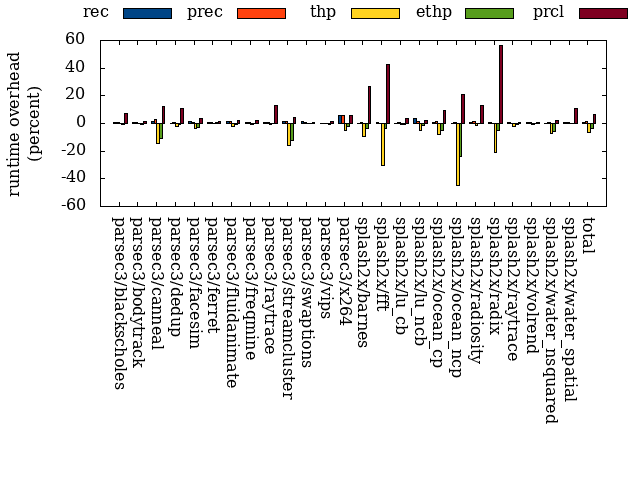 rec prec thp ethp prcl
runtime overhead
(percent)
60
40
20
0
-20
-40
-60
parsec3/blackscholes
parsec3/bodytrack
parsec3/canneal
parsec3/dedup
parsec3/facesim
parsec3/ferret
parsec3/fluidanimate
parsec3/freqmine
parsec3/raytrace
parsec3/streamcluster
parsec3/swaptions
parsec3/vips
parsec3/x264
splash2x/barnes
splash2x/fft
splash2x/lu_cb
splash2x/lu_ncb
splash2x/ocean_cp
splash2x/ocean_ncp
splash2x/radiosity
splash2x/radix
splash2x/raytrace
splash2x/volrend
splash2x/water_nsquared
splash2x/water_spatial
total